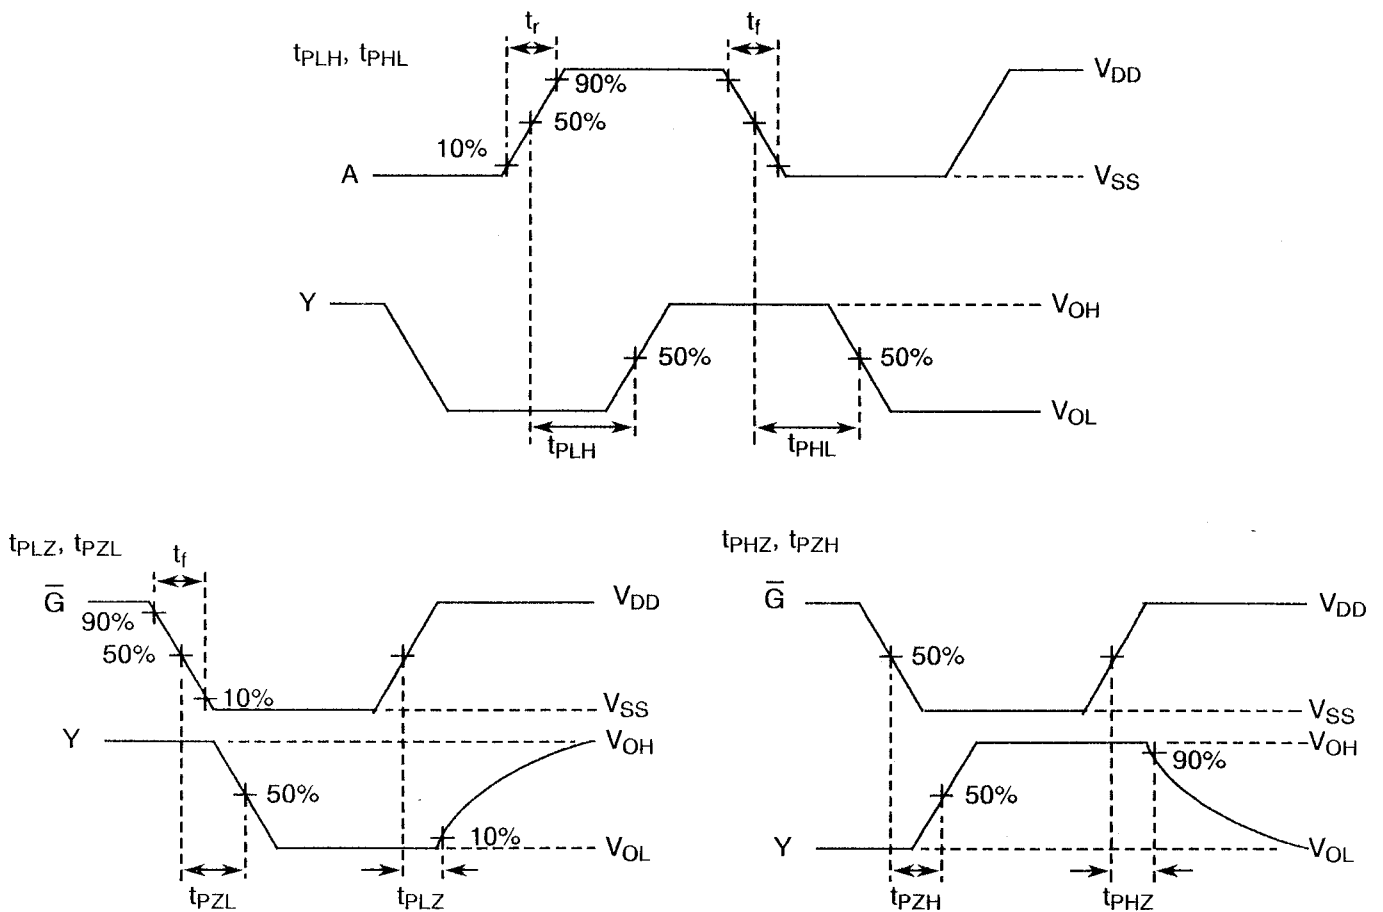 tr
tf
tPLH, tPHL
90%
VDD
50%
10%
A
VSS
Y
VOH
50%
50%
VOL
tPLH
tPHL
tPLZ, tPZL
tf
G̅
VDD
90%
50%
10%
VSS
Y
VOH
50%
10%
VOL
tPZL
tPLZ
tPHZ, tPZH
G̅
VDD
50%
VSS
VOH
90%
50%
Y
VOL
tPZH
tPHZ